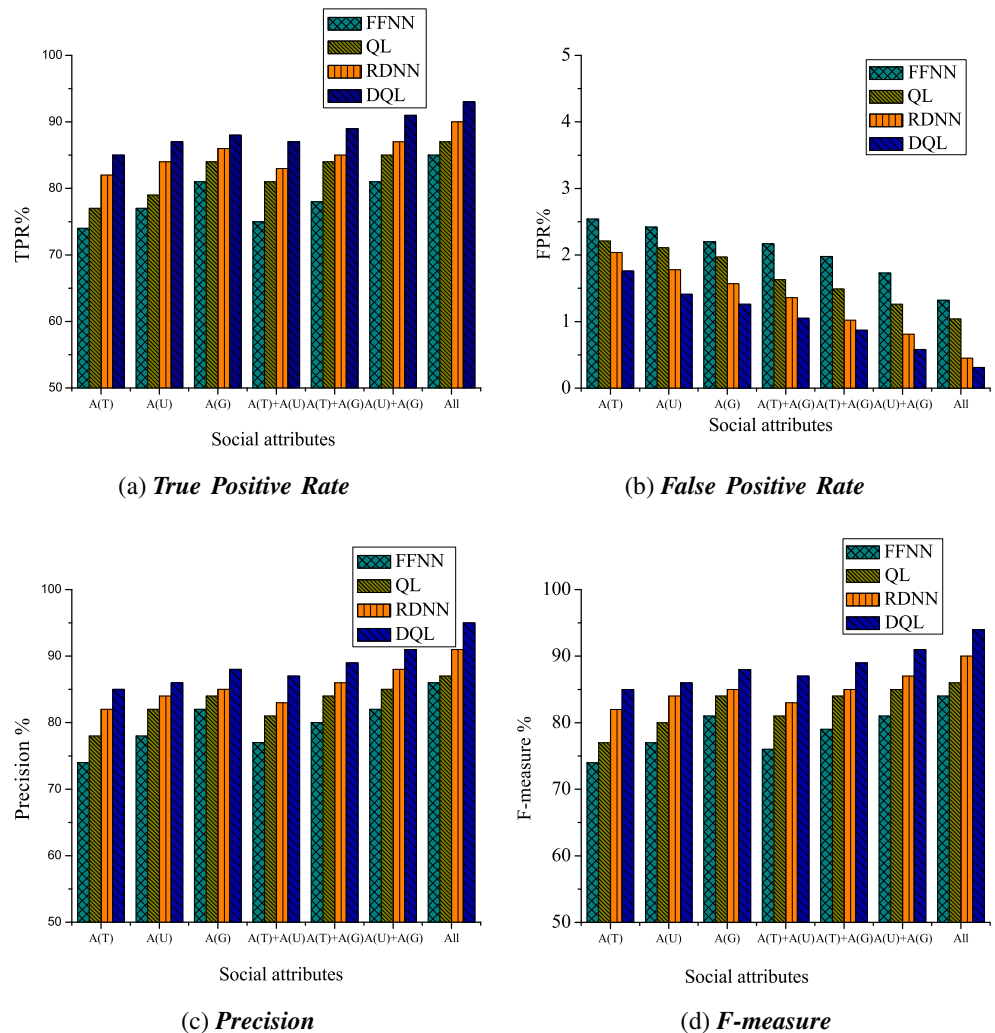 FFNN
QL
RDNN
DQL
100
90
80
70
60
50
TPR%
A(T) A(U) A(G) A(T)+A(U) A(T)+A(G) A(U)+A(G) All
Social attributes
(a) True Positive Rate
FFNN
QL
RDNN
DQL
5
4
3
2
1
0
FPR%
A(T) A(U) A(G) A(T)+A(G) A(T)+A(G) A(U)+A(G) All
Social attributes
(b) False Positive Rate
FFNN
QL
RDNN
DQL
100
90
80
70
60
50
Precision %
A(T) A(U) A(G) A(T)+A(U) A(T)+A(G) A(U)+A(G) All
Social attributes
(c) Precision
FFNN
QL
RDNN
DQL
100
90
80
70
60
50
F-measure %
A(T) A(U) A(G) A(T)+A(U) A(T)+A(G) A(U)+A(G) All
Social attributes
(d) F-measure